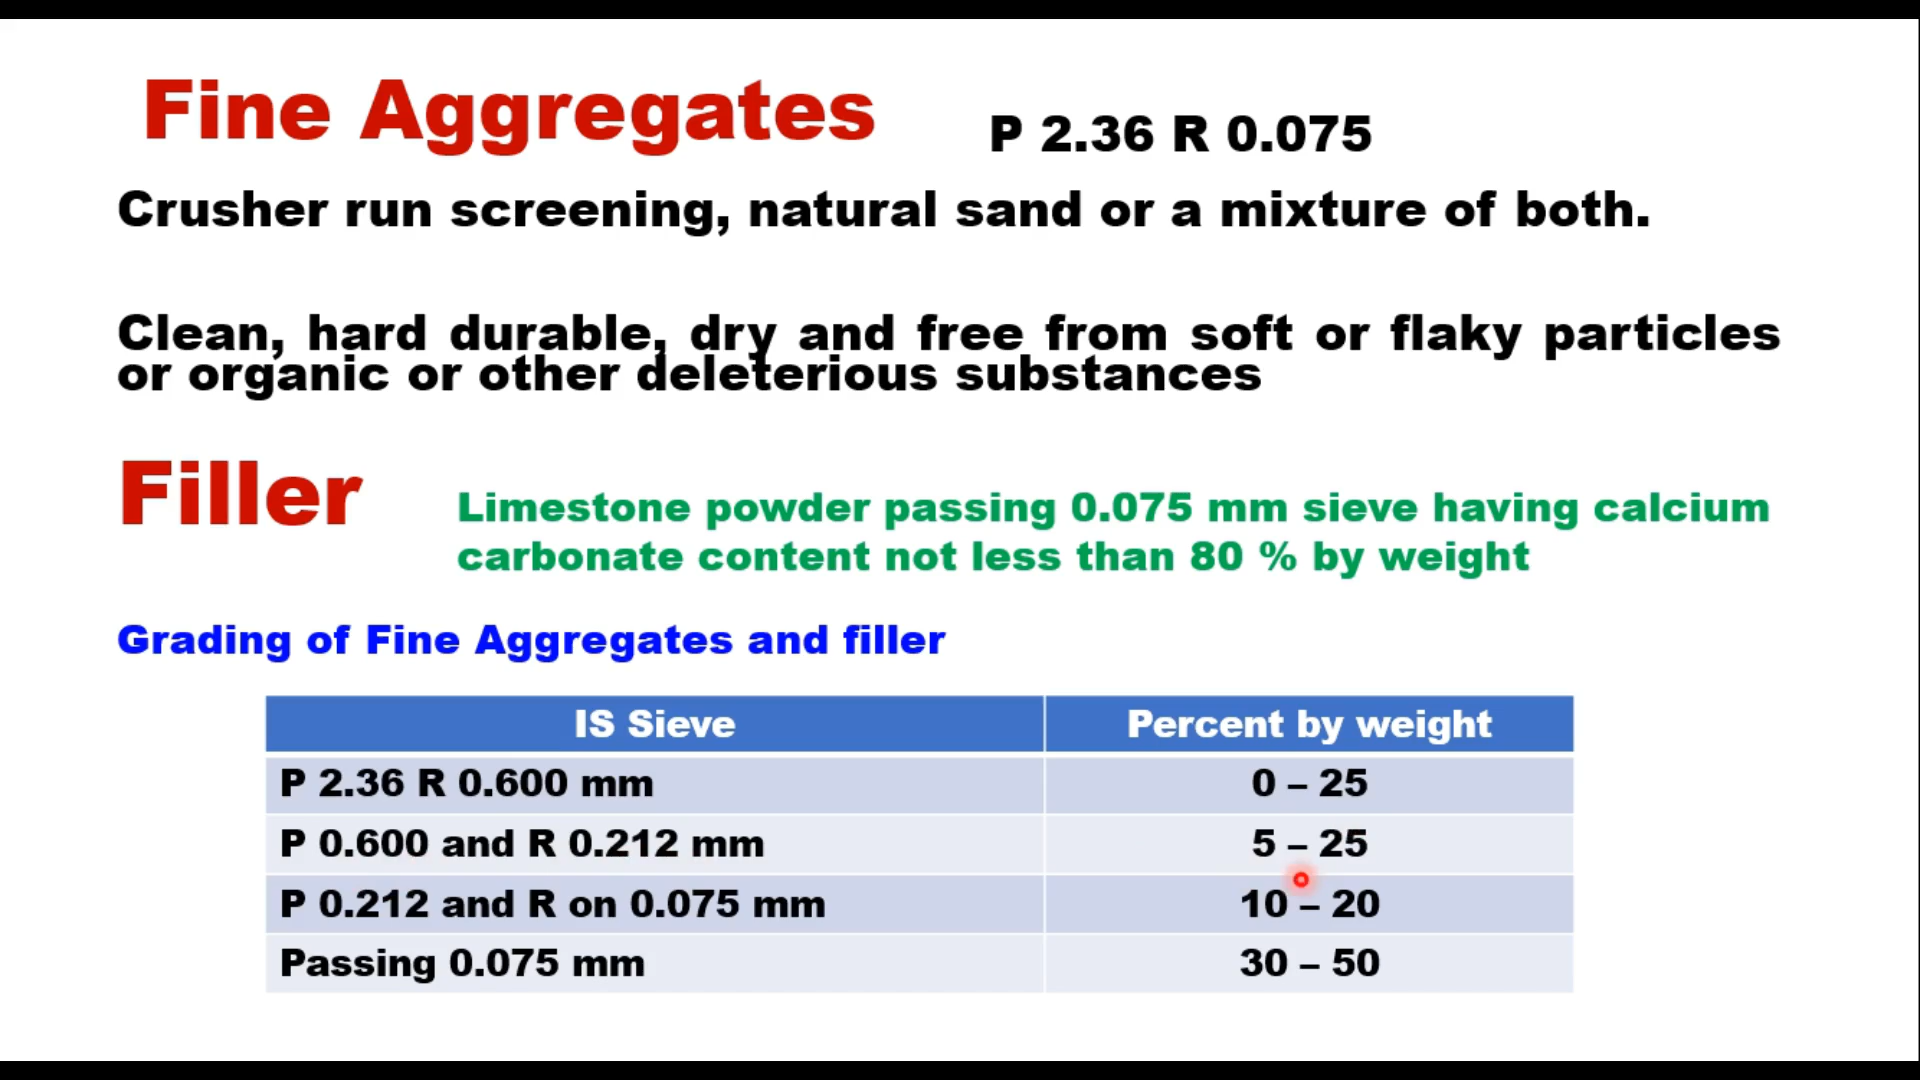 Fine Aggregates P 2.36 R 0.075
Crusher run screening, natural sand or a mixture of both.
Clean, hard durable, dry and free from soft or flaky particles
or organic or other deleterious substances
Filler
Limestone powder passing 0.075 mm sieve having calcium
carbonate content not less than 80 % by weight
Grading of Fine Aggregates and filler
IS Sieve Percent by weight
P 2.36 R 0.600 mm 0 – 25
P 0.600 and R 0.212 mm 5 – 25
P 0.212 and R on 0.075 mm 10 – 20
Passing 0.075 mm 30 – 50